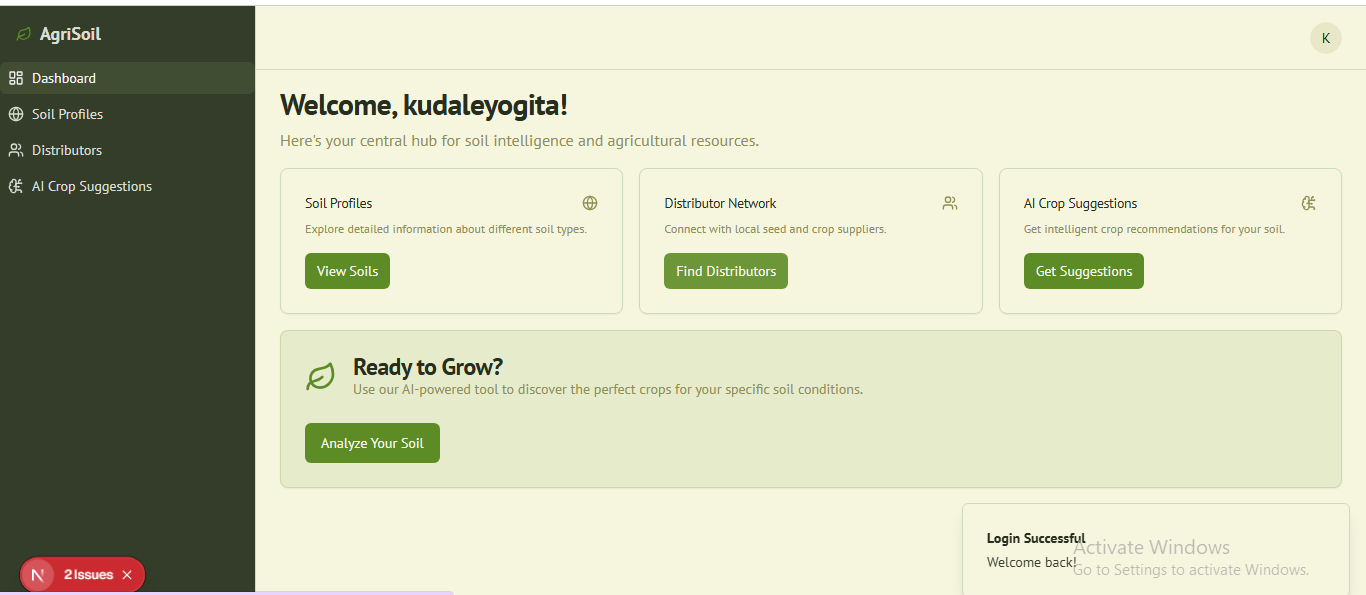 AgriSoil
Dashboard
Soil Profiles
Distributors
AI Crop Suggestions
K
Welcome, kudaleyogita!
Here's your central hub for soil intelligence and agricultural resources.
Soil Profiles
Explore detailed information about different soil types.
View Soils
Distributor Network
Connect with local seed and crop suppliers.
Find Distributors
AI Crop Suggestions
Get intelligent crop recommendations for your soil.
Get Suggestions
Ready to Grow?
Use our AI-powered tool to discover the perfect crops for your specific soil conditions.
Analyze Your Soil
Login Successful
Welcome back!
Activate Windows
Go to Settings to activate Windows.
N
2 Issues